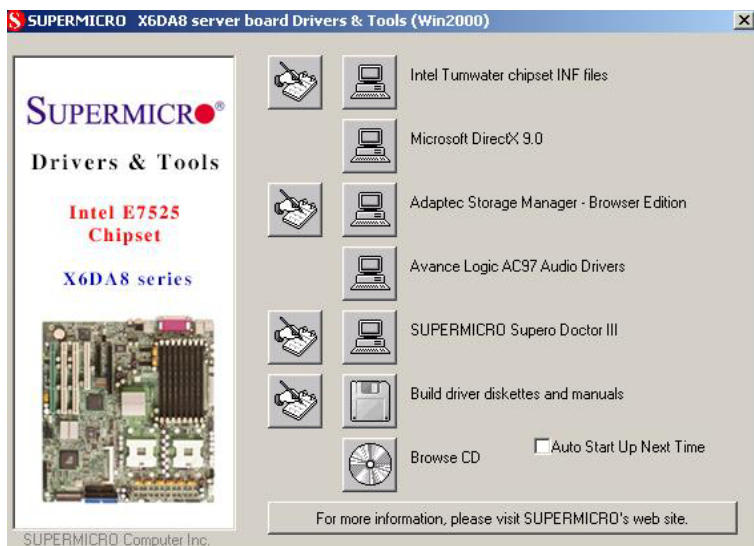 SUPERMICRO X6DA8 server board Drivers & Tools (Win2000)
SUPERMICRO®
Drivers & Tools
Intel E7525
Chipset
X6DA8 series
SUPERMICRO Computer Inc.
Intel Tumwater chipset INF files
Microsoft DirectX 9.0
Adaptec Storage Manager - Browser Edition
Avance Logic AC97 Audio Drivers
SUPERMICRO Supero Doctor III
Build driver diskettes and manuals
Browse CD
Auto Start Up Next Time
For more information, please visit SUPERMICRO's web site.